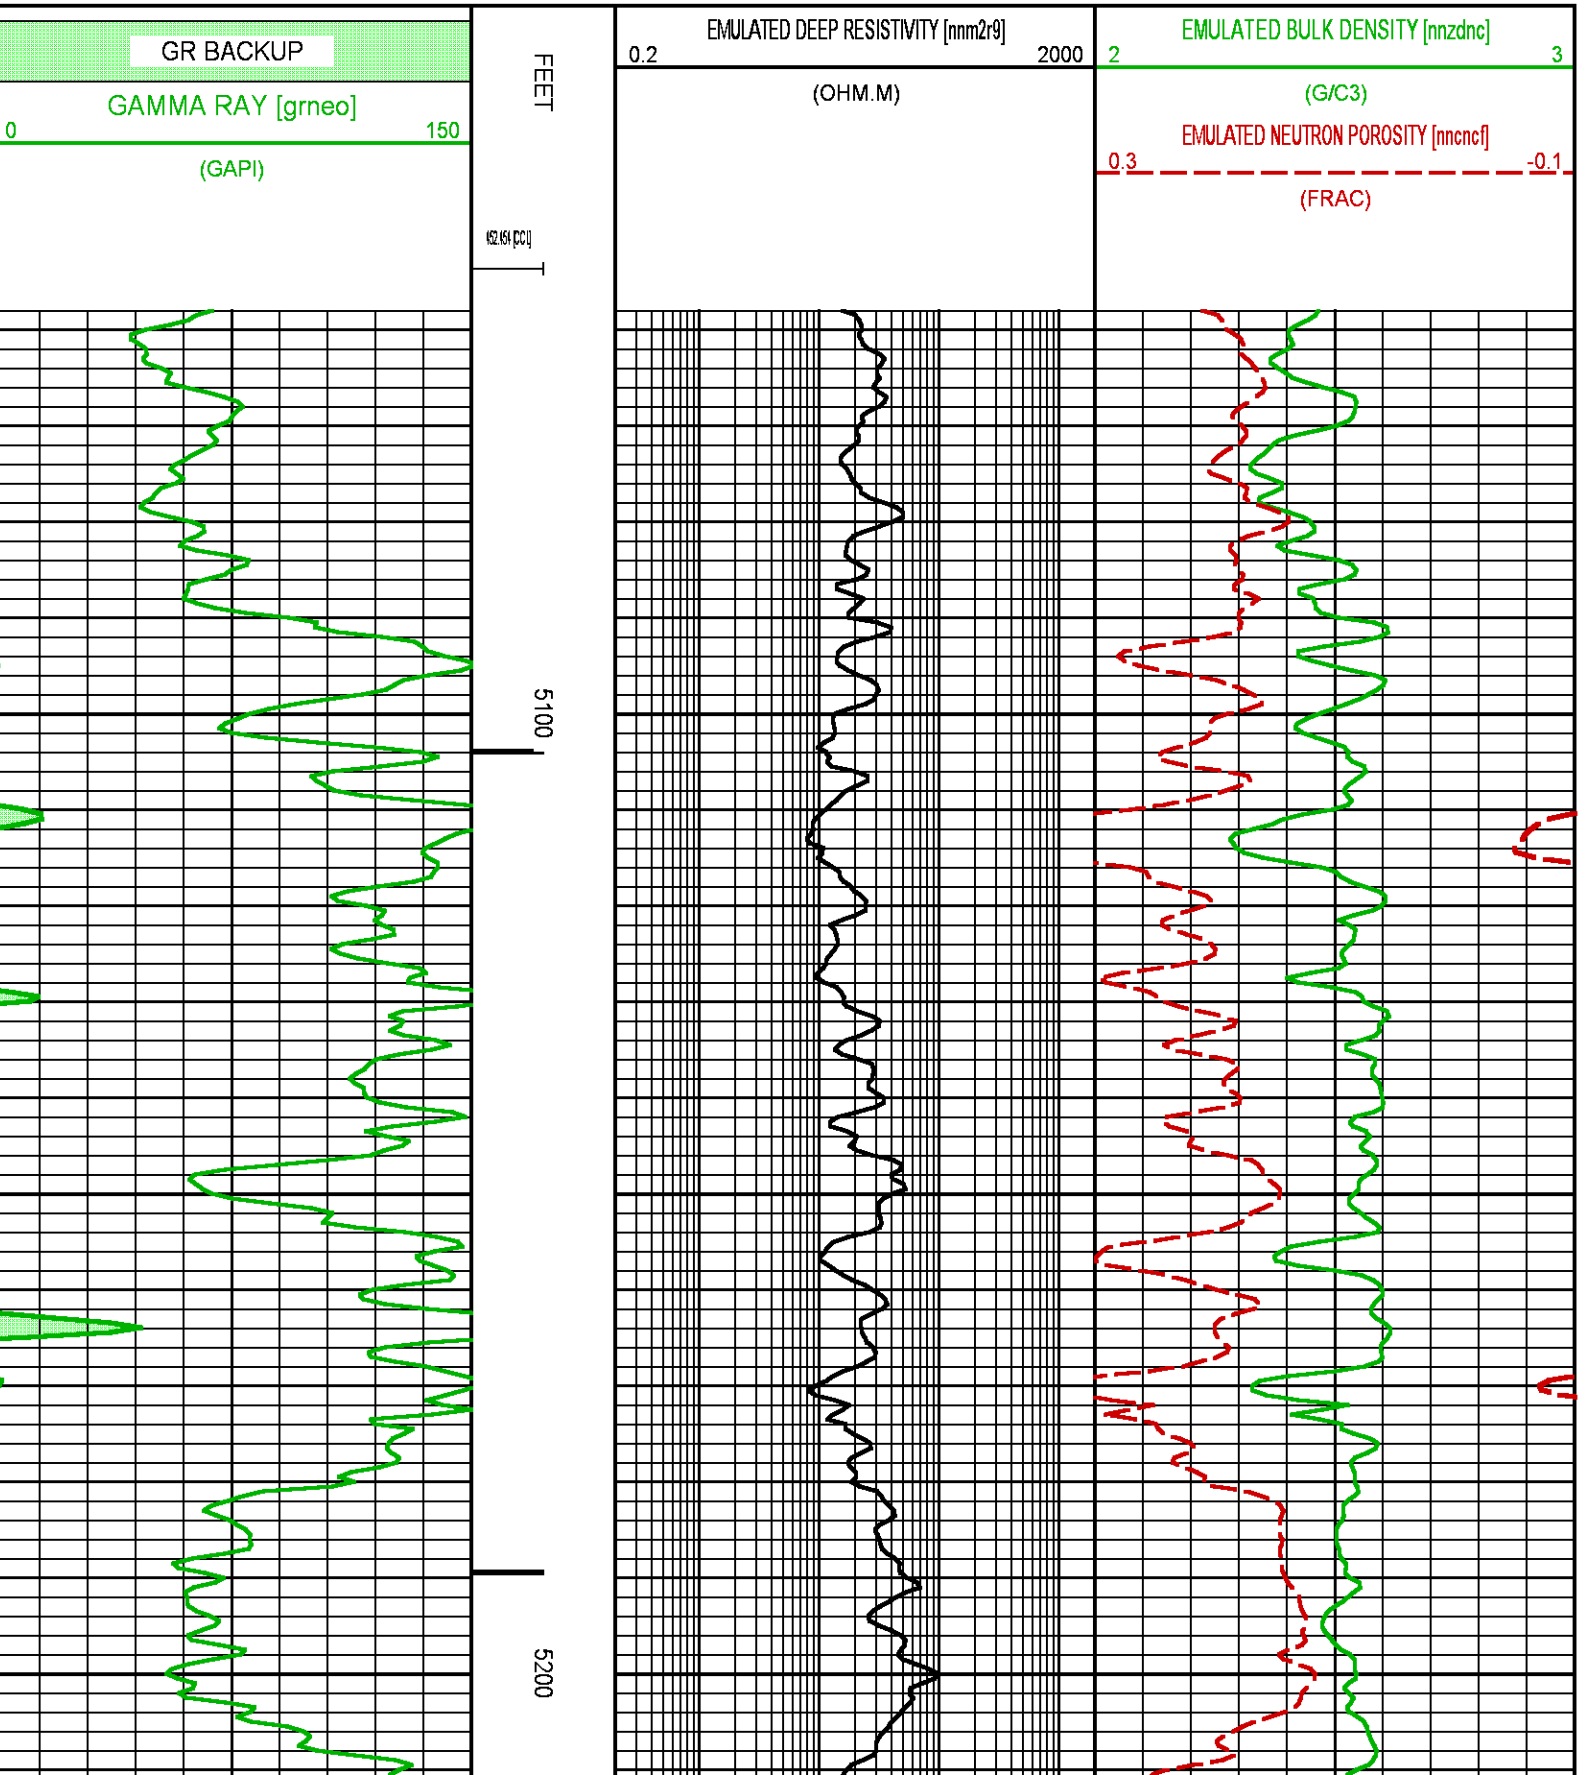 GR BACKUP
GAMMA RAY [grneo]
0 150
(GAPI)
FEET
EMULATED DEEP RESISTIVITY [nnm2r9]
0.2 2000
(OHM.M)
EMULATED BULK DENSITY [nnzdnc]
2 3
(G/C3)
EMULATED NEUTRON POROSITY [nncncf]
0.3 -0.1
(FRAC)
5100
5200